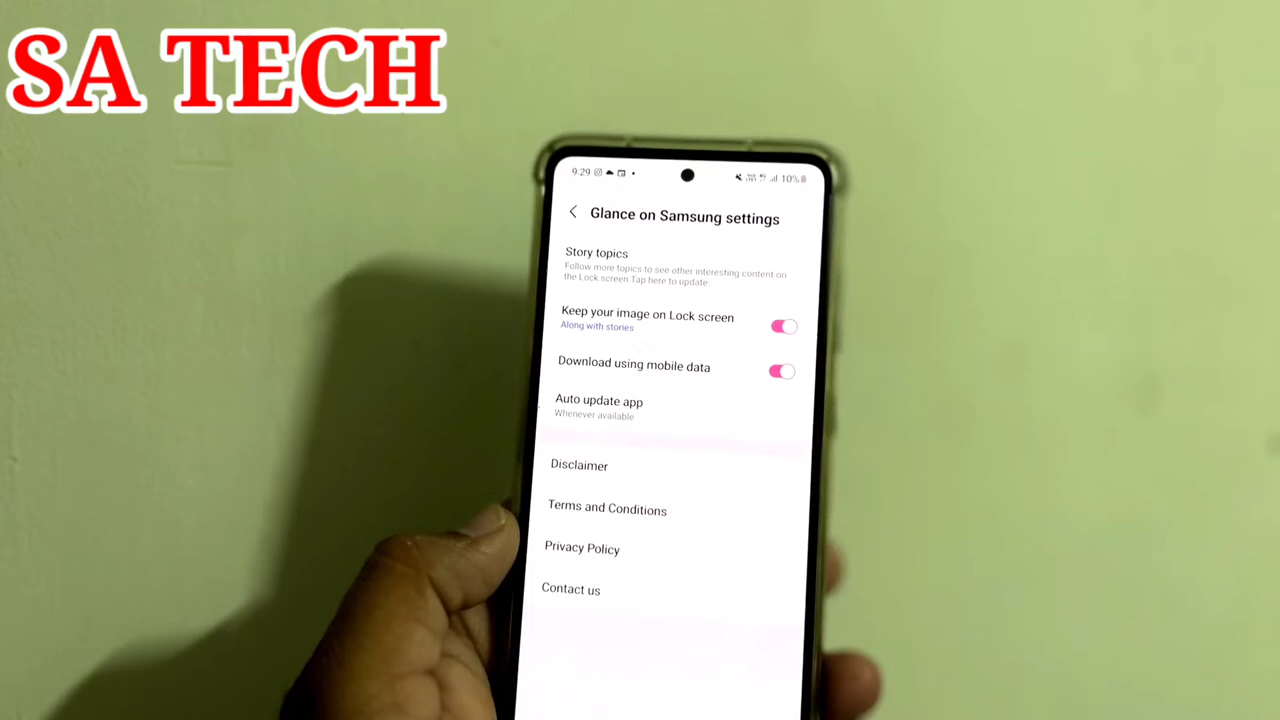 SA TECH
9:29
10%
Glance on Samsung settings
Story topics
Follow more topics to see other interesting content on
the Lock screen Tap here to update.
Keep your image on Lock screen
Along with stories
Download using mobile data
Auto update app
Whenever available
Disclaimer
Terms and Conditions
Privacy Policy
Contact us